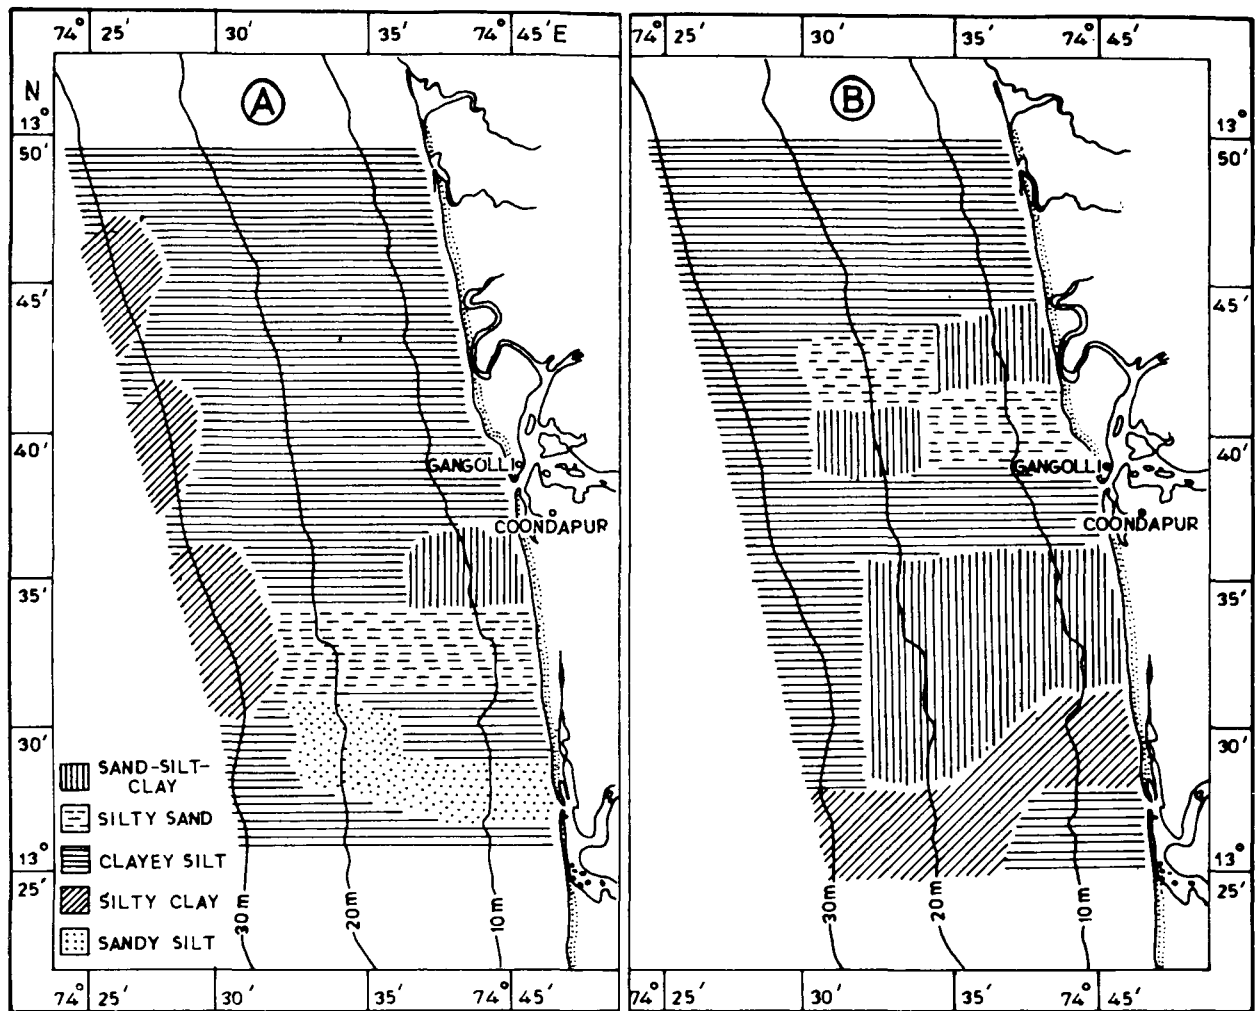 74° 25′ 30′ 35′ 74° 45′ E
74° 25′ 30′ 35′ 74° 45′
N
A
B
13°
50′
13°
50′
45′
45′
40′
40′
GANGOLLI
GANGOLLI
COONDAPUR
COONDAPUR
35′
35′
30′
30′
SAND-SILT-
CLAY
SILTY SAND
CLAYEY SILT
SILTY CLAY
SANDY SILT
13°
25′
13°
25′
30m
20m
10m
30m
20m
10m
74° 25′ 30′ 35′ 74° 45′
74° 25′ 30′ 35′ 74° 45′